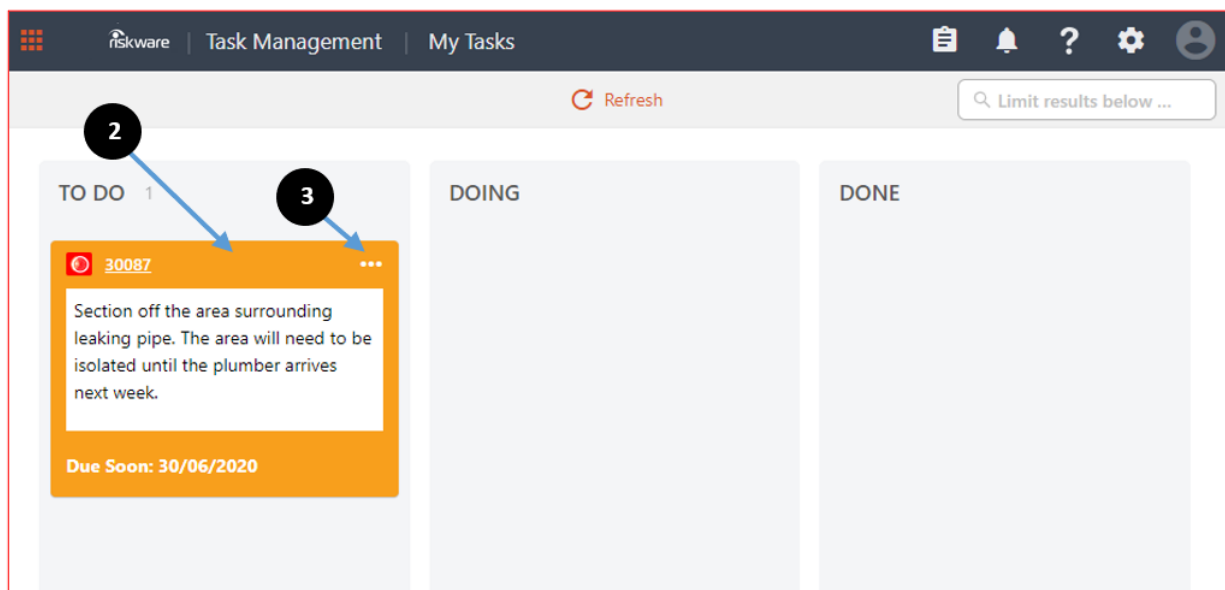 riskware | Task Management | My Tasks ?
Refresh
Limit results below ...
2
3
TO DO 1
DOING
DONE
30087
Section off the area surrounding
leaking pipe. The area will need to be
isolated until the plumber arrives
next week.
Due Soon: 30/06/2020